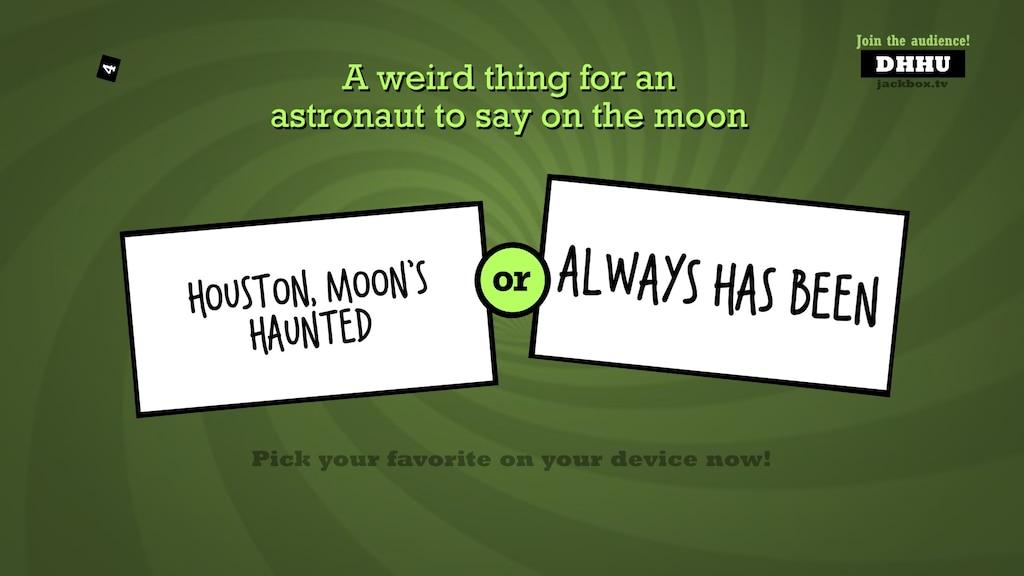 Join the audience!
DHHU
jackbox.tv
4
A weird thing for an
astronaut to say on the moon
HOUSTON, MOON'S
HAUNTED
or
ALWAYS HAS BEEN
Pick your favorite on your device now!